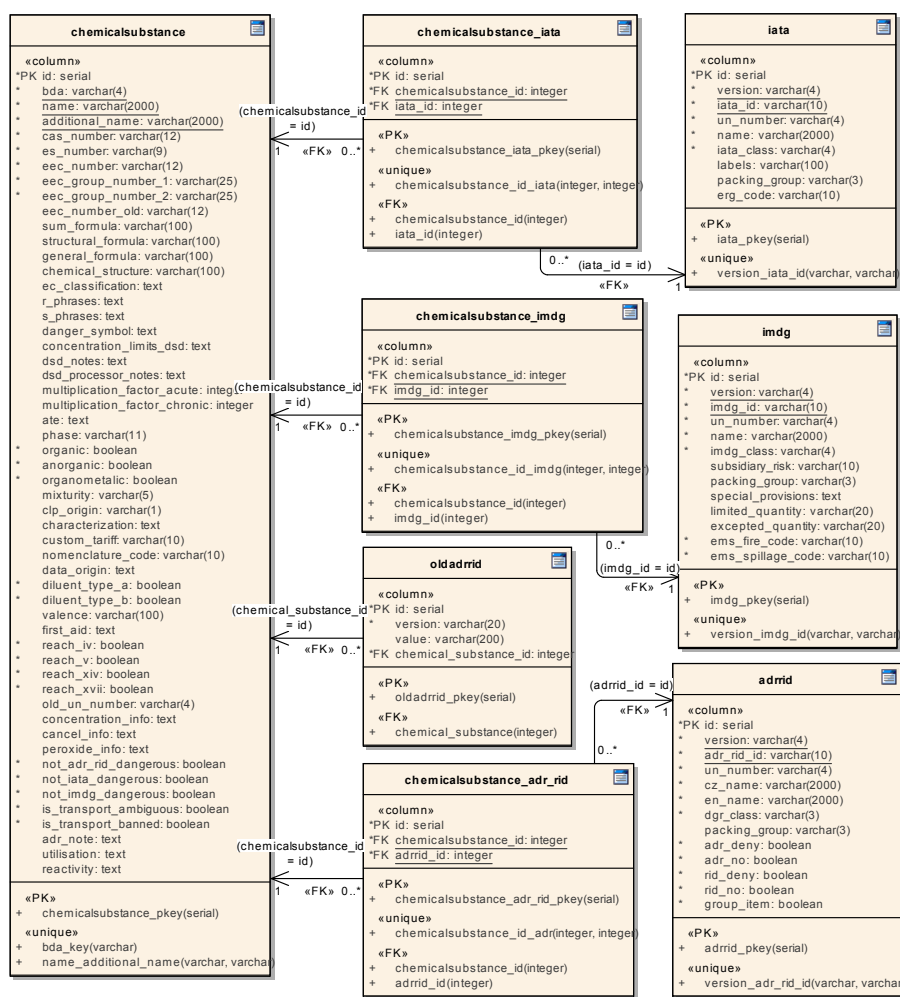 chemicalsubstance
«column»
*PK id: serial
* bda: varchar(4)
* name: varchar(2000)
* additional_name: varchar(2000)
* cas_number: varchar(12)
* es_number: varchar(9)
* eec_number: varchar(12)
* eec_group_number_1: varchar(25)
* eec_group_number_2: varchar(25)
eec_number_old: varchar(12)
sum_formula: varchar(100)
structural_formula: varchar(100)
general_formula: varchar(100)
chemical_structure: varchar(100)
ec_classification: text
r_phrases: text
s_phrases: text
danger_symbol: text
concentration_limits_dsd: text
dsd_notes: text
dsd_processor_notes: text
multiplication_factor_acute: integer
multiplication_factor_chronic: integer
ate: text
phase: varchar(11)
* organic: boolean
* anorganic: boolean
* organometalic: boolean
mixturity: varchar(5)
clp_origin: varchar(1)
characterization: text
custom_tariff: varchar(10)
nomenclature_code: varchar(10)
data_origin: text
* diluent_type_a: boolean
* diluent_type_b: boolean
valence: varchar(100)
first_aid: text
* reach_iv: boolean
* reach_v: boolean
* reach_xiv: boolean
* reach_xvii: boolean
old_un_number: varchar(4)
concentration_info: text
cancel_info: text
peroxide_info: text
* not_adr_rid_dangerous: boolean
* not_iata_dangerous: boolean
* not_imdg_dangerous: boolean
* is_transport_ambiguous: boolean
* is_transport_banned: boolean
adr_note: text
utilisation: text
reactivity: text
«PK»
+ chemicalsubstance_pkey(serial)
«unique»
+ bda_key(varchar)
+ name_additional_name(varchar, varchar)
(chemicalsubstance_id
= id)
1 «FK» 0..*
chemicalsubstance_iata
«column»
*PK id: serial
*FK chemicalsubstance_id: integer
*FK iata_id: integer
«PK»
+ chemicalsubstance_iata_pkey(serial)
«unique»
+ chemicalsubstance_id_iata(integer, integer)
«FK»
+ chemicalsubstance_id(integer)
+ iata_id(integer)
0..* (iata_id = id)
«FK» 1
iata
«column»
*PK id: serial
* version: varchar(4)
* iata_id: varchar(10)
* un_number: varchar(4)
* name: varchar(2000)
* iata_class: varchar(4)
labels: varchar(100)
packing_group: varchar(3)
erg_code: varchar(10)
«PK»
+ iata_pkey(serial)
«unique»
+ version_iata_id(varchar, varchar
(chemicalsubstance_id
= id)
1 «FK» 0..*
chemicalsubstance_imdg
«column»
*PK id: serial
*FK chemicalsubstance_id: integer
*FK imdg_id: integer
«PK»
+ chemicalsubstance_imdg_pkey(serial)
«unique»
+ chemicalsubstance_id_imdg(integer, integer)
«FK»
+ chemicalsubstance_id(integer)
+ imdg_id(integer)
0..*
(imdg_id = id)
«FK» 1
imdg
«column»
*PK id: serial
* version: varchar(4)
* imdg_id: varchar(10)
* un_number: varchar(4)
* name: varchar(2000)
* imdg_class: varchar(4)
subsidiary_risk: varchar(10)
packing_group: varchar(3)
special_provisions: text
limited_quantity: varchar(20)
excepted_quantity: varchar(20)
* ems_fire_code: varchar(10)
* ems_spillage_code: varchar(10)
«PK»
+ imdg_pkey(serial)
«unique»
+ version_imdg_id(varchar, varchar
(chemical_substance_id
= id)
1 «FK» 0..*
oldadrrid
«column»
*PK id: serial
* version: varchar(20)
value: varchar(200)
*FK chemical_substance_id: integer
«PK»
+ oldadrrid_pkey(serial)
«FK»
+ chemical_substance(integer)
(chemicalsubstance_id
= id)
1 «FK» 0..*
chemicalsubstance_adr_rid
«column»
*PK id: serial
*FK chemicalsubstance_id: integer
*FK adrrid_id: integer
«PK»
+ chemicalsubstance_adr_rid_pkey(serial)
«unique»
+ chemicalsubstance_id_adr(integer, integer)
«FK»
+ chemicalsubstance_id(integer)
+ adrrid_id(integer)
(adrrid_id = id)
«FK» 1
0..*
adrrid
«column»
*PK id: serial
* version: varchar(4)
* adr_rid_id: varchar(10)
* un_number: varchar(4)
* cz_name: varchar(2000)
* en_name: varchar(2000)
* dgr_class: varchar(3)
packing_group: varchar(3)
* adr_deny: boolean
* adr_no: boolean
* rid_deny: boolean
* rid_no: boolean
* group_item: boolean
«PK»
+ adrrid_pkey(serial)
«unique»
+ version_adr_rid_id(varchar, varchar